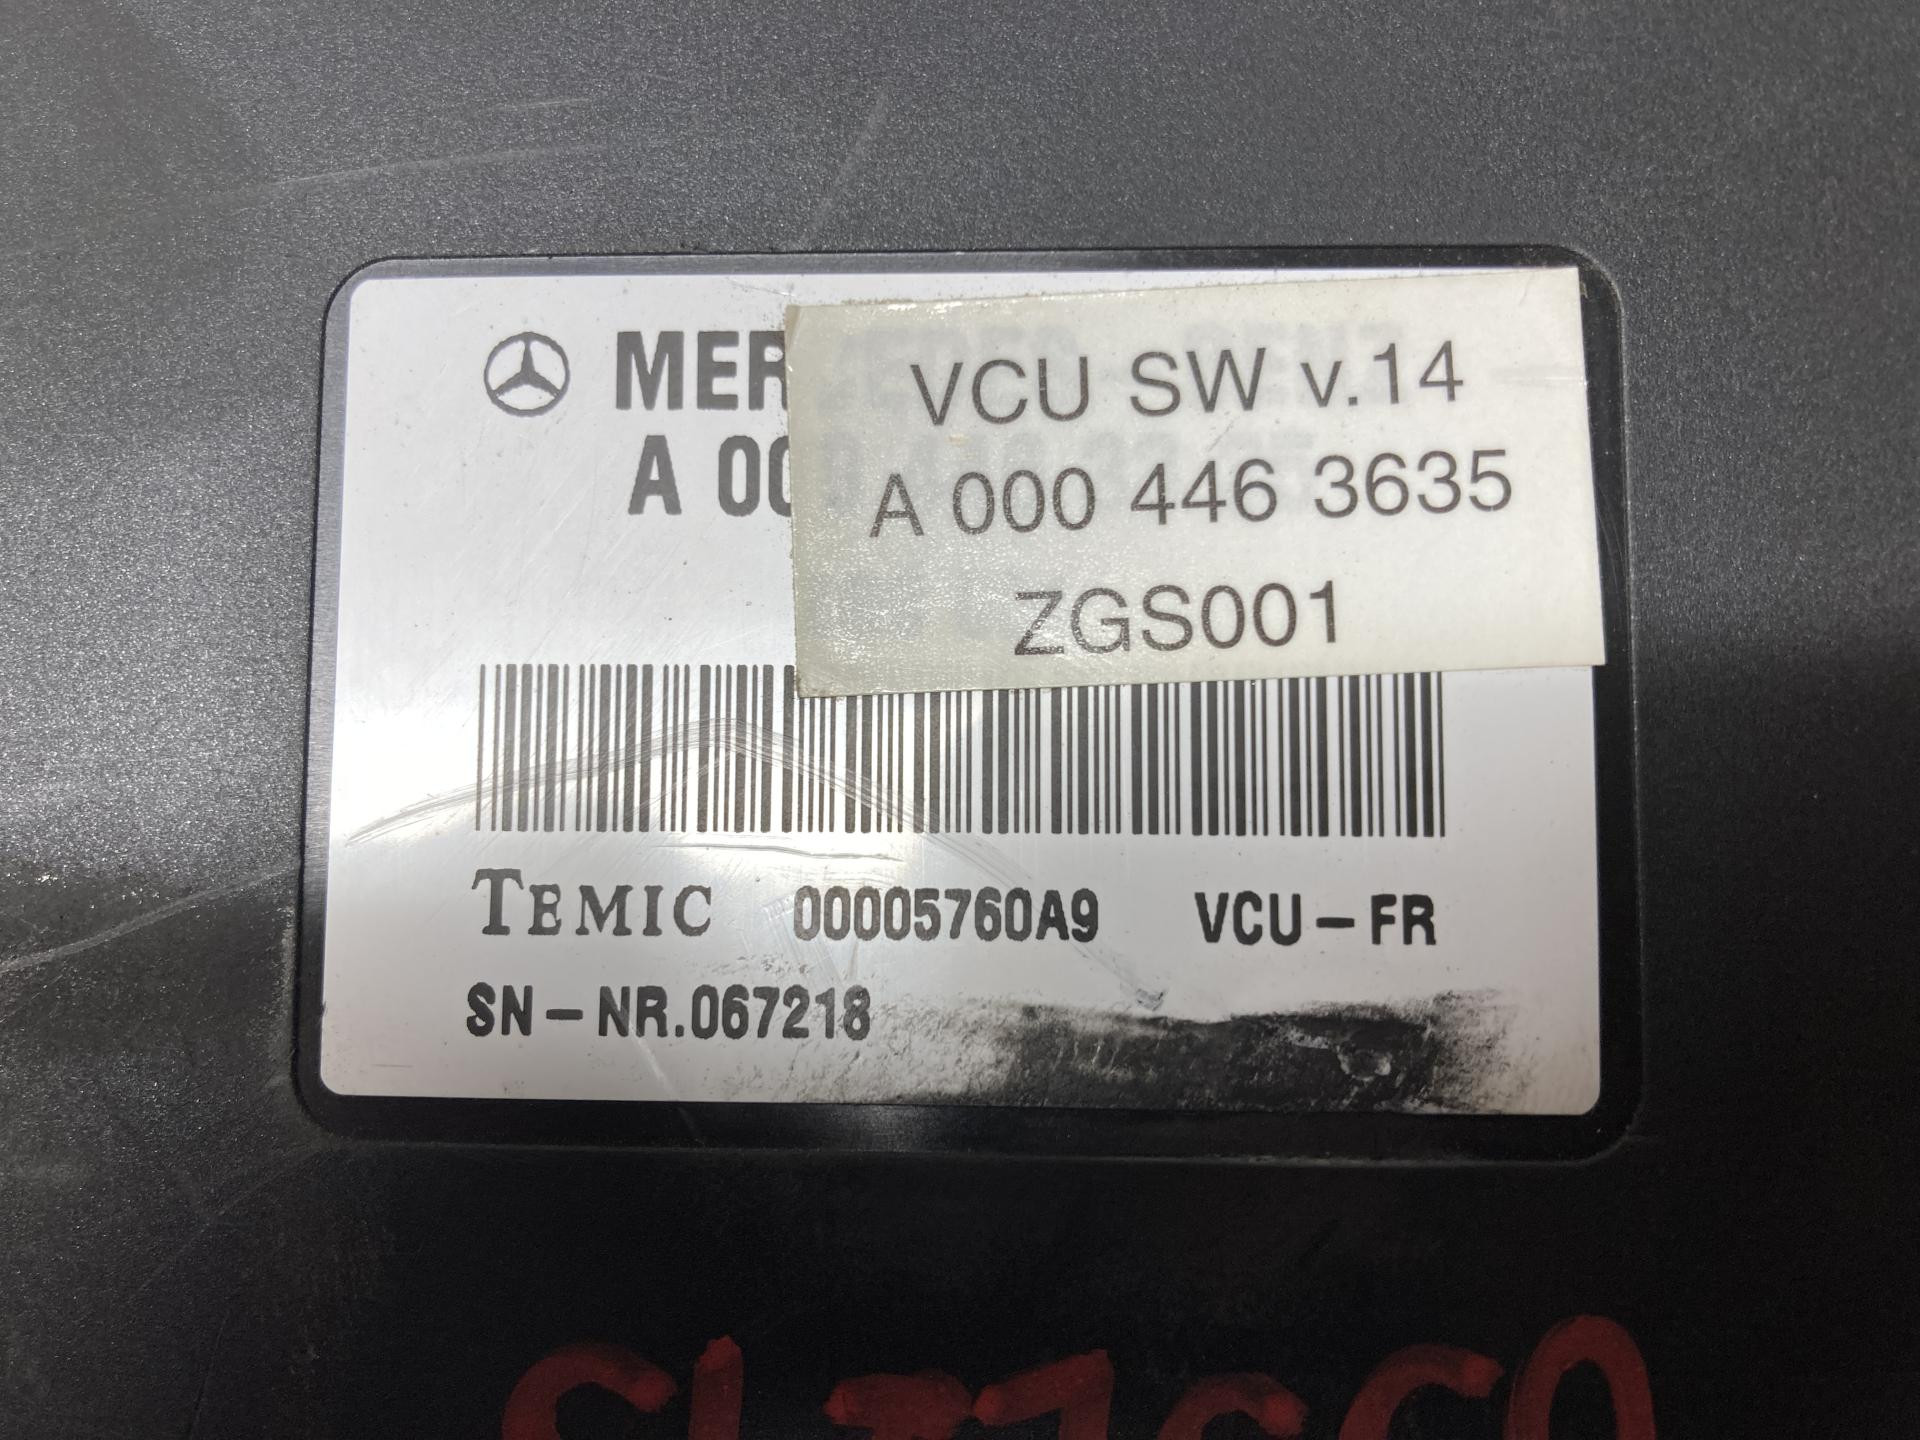 MER
VCU SW v.14
A 00
A 000 446 3635
ZGS001
TEMIC 00005760A9 VCU-FR
SN-NR.067218